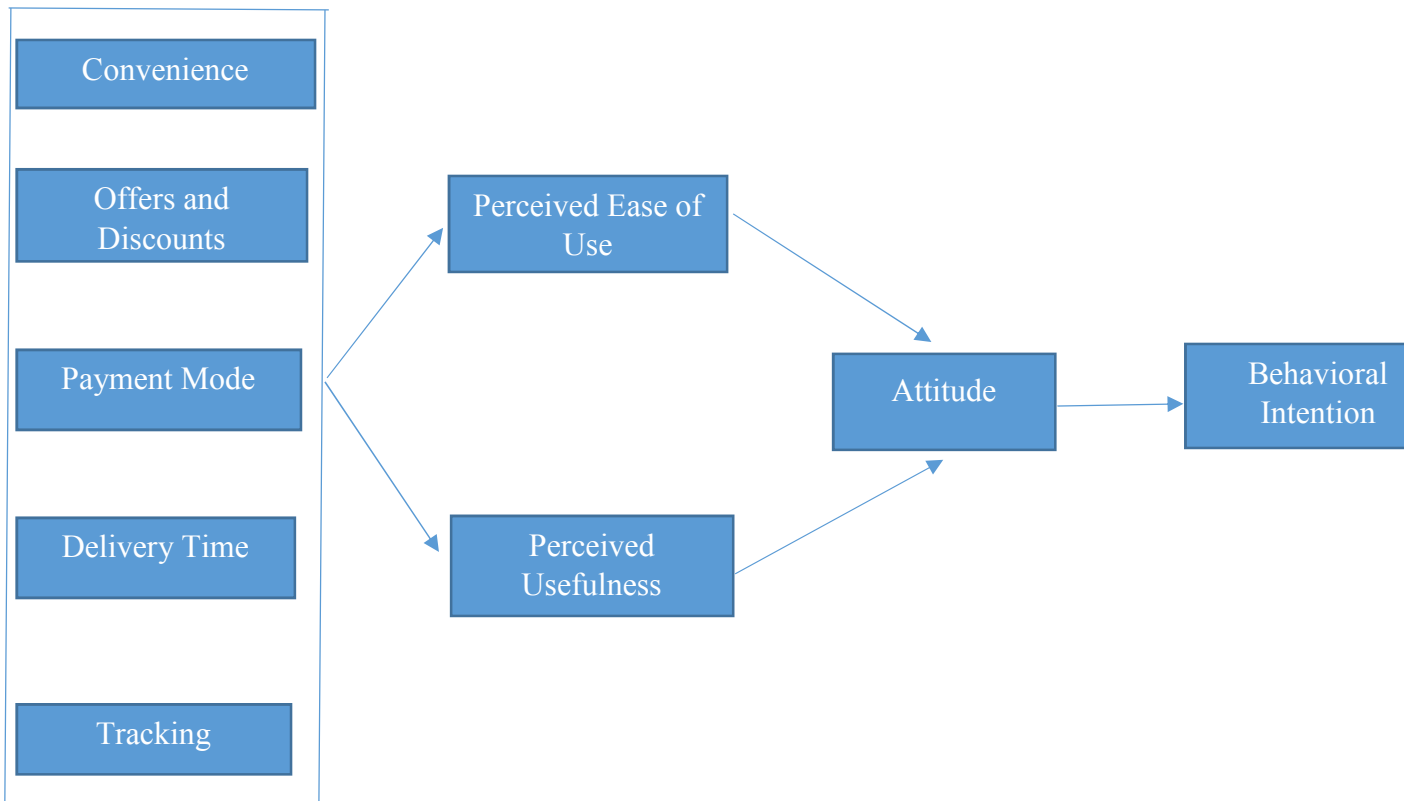 Convenience
Offers and
Discounts
Payment Mode
Delivery Time
Tracking
Perceived Ease of
Use
Perceived
Usefulness
Attitude
Behavioral
Intention